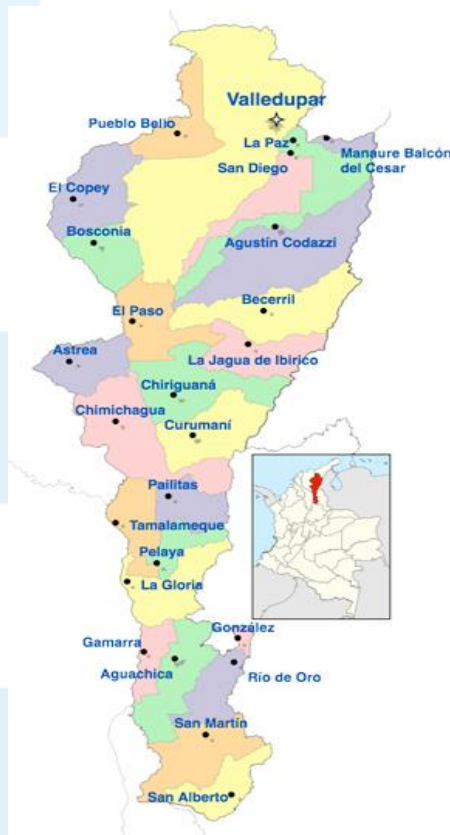 Valledupar
Pueblo Bello
La Paz
San Diego
Manaure Balcón
del Cesar
El Copey
Bosconia
Agustín Codazzi
Becerril
El Paso
Astrea
La Jagua de Ibirico
Chiriguaná
Chimichagua
Curumaní
Pailitas
Tamalameque
Pelaya
La Gloria
González
Gamarra
Aguachica
Río de Oro
San Martín
San Alberto